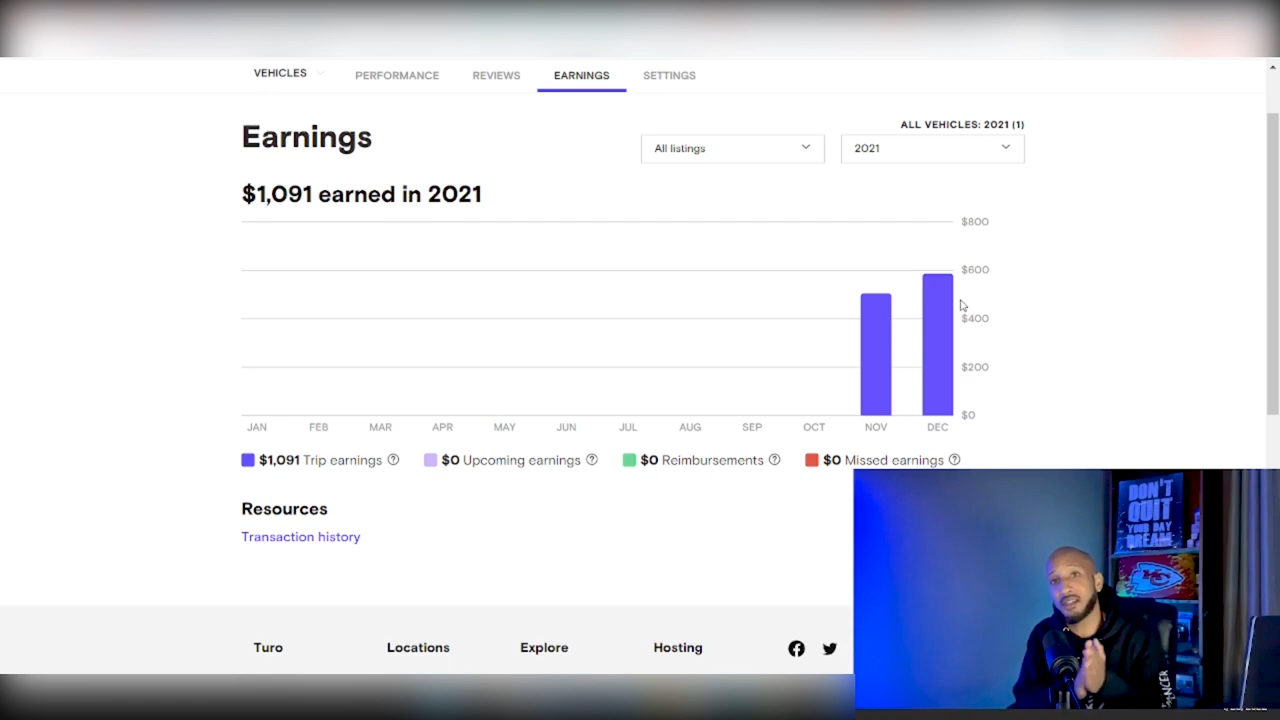 VEHICLES
PERFORMANCE
REVIEWS
EARNINGS
SETTINGS
Earnings
ALL VEHICLES: 2021 (1)
All listings
2021
$1,091 earned in 2021
$800
$600
$400
$200
$0
JAN FEB MAR APR MAY JUN JUL AUG SEP OCT NOV DEC
$1,091 Trip earnings
$0 Upcoming earnings
$0 Reimbursements
$0 Missed earnings
Resources
Transaction history
Turo
Locations
Explore
Hosting
DON'T
QUIT
YOUR DAY
DREAM
KC